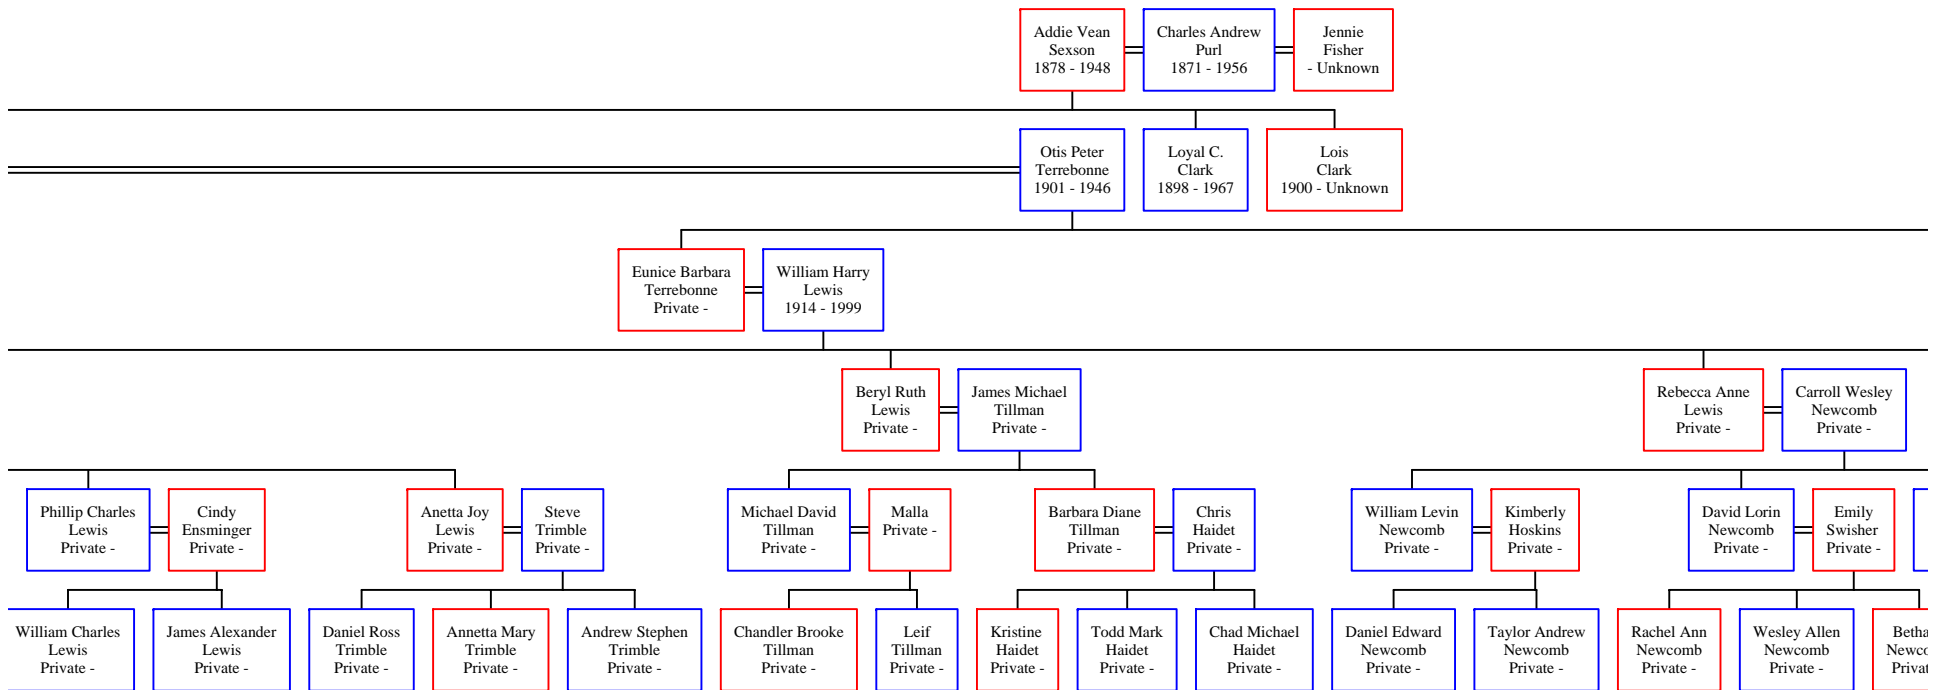 Addie Vean
Sexson
1878 - 1948
Charles Andrew
Purl
1871 - 1956
Jennie
Fisher
- Unknown
Otis Peter
Terrebonne
1901 - 1946
Loyal C.
Clark
1898 - 1967
Lois
Clark
1900 - Unknown
Eunice Barbara
Terrebonne
Private -
William Harry
Lewis
1914 - 1999
Beryl Ruth
Lewis
Private -
James Michael
Tillman
Private -
Rebecca Anne
Lewis
Private -
Carroll Wesley
Newcomb
Private -
Phillip Charles
Lewis
Private -
Cindy
Ensminger
Private -
Anetta Joy
Lewis
Private -
Steve
Trimble
Private -
Michael David
Tillman
Private -
Malla
Private -
Barbara Diane
Tillman
Private -
Chris
Haidet
Private -
William Levin
Newcomb
Private -
Kimberly
Hoskins
Private -
David Lorin
Newcomb
Private -
Emily
Swisher
Private -
William Charles
Lewis
Private -
James Alexander
Lewis
Private -
Daniel Ross
Trimble
Private -
Annetta Mary
Trimble
Private -
Andrew Stephen
Trimble
Private -
Chandler Brooke
Tillman
Private -
Leif
Tillman
Private -
Kristine
Haidet
Private -
Todd Mark
Haidet
Private -
Chad Michael
Haidet
Private -
Daniel Edward
Newcomb
Private -
Taylor Andrew
Newcomb
Private -
Rachel Ann
Newcomb
Private -
Wesley Allen
Newcomb
Private -